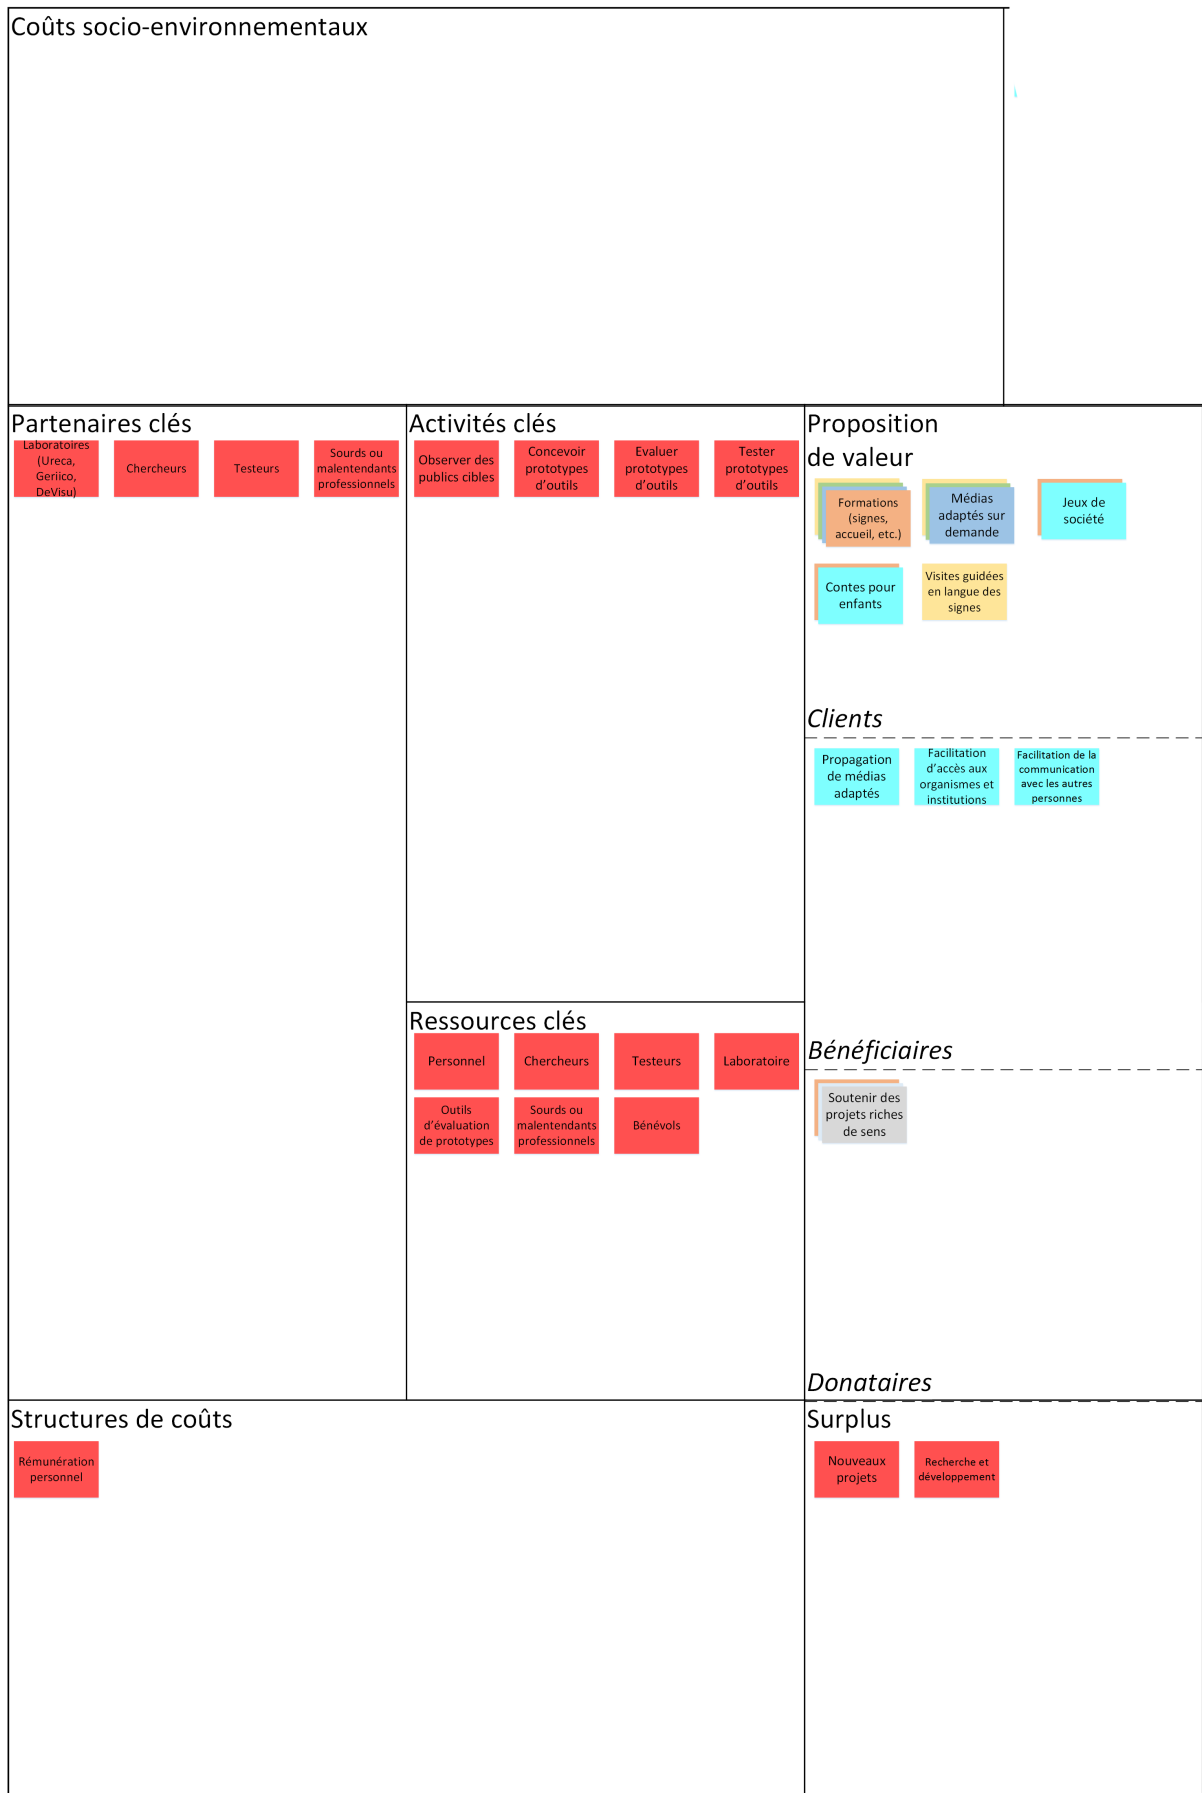 Coûts socio-environnementaux
Partenaires clés
Laboratoires
(Ureca,
Geriico,
DeVisu)
Chercheurs
Testeurs
Sourds ou
malentendants
professionnels
Activités clés
Observer des
publics cibles
Concevoir
prototypes
d’outils
Evaluer
prototypes
d’outils
Tester
prototypes
d’outils
Ressources clés
Personnel
Chercheurs
Testeurs
Laboratoire
Outils
d’évaluation
de prototypes
Sourds ou
malentendants
professionnels
Bénévols
Proposition
de valeur
Formations
(signes,
accueil, etc.)
Médias
adaptés sur
demande
Jeux de
société
Contes pour
enfants
Visites guidées
en langue des
signes
Clients
Propagation
de médias
adaptés
Facilitation
d’accès aux
organismes et
institutions
Facilitation de la
communication
avec les autres
personnes
Bénéficiaires
Soutenir des
projets riches
de sens
Donataires
Structures de coûts
Rémunération
personnel
Surplus
Nouveaux
projets
Recherche et
développement